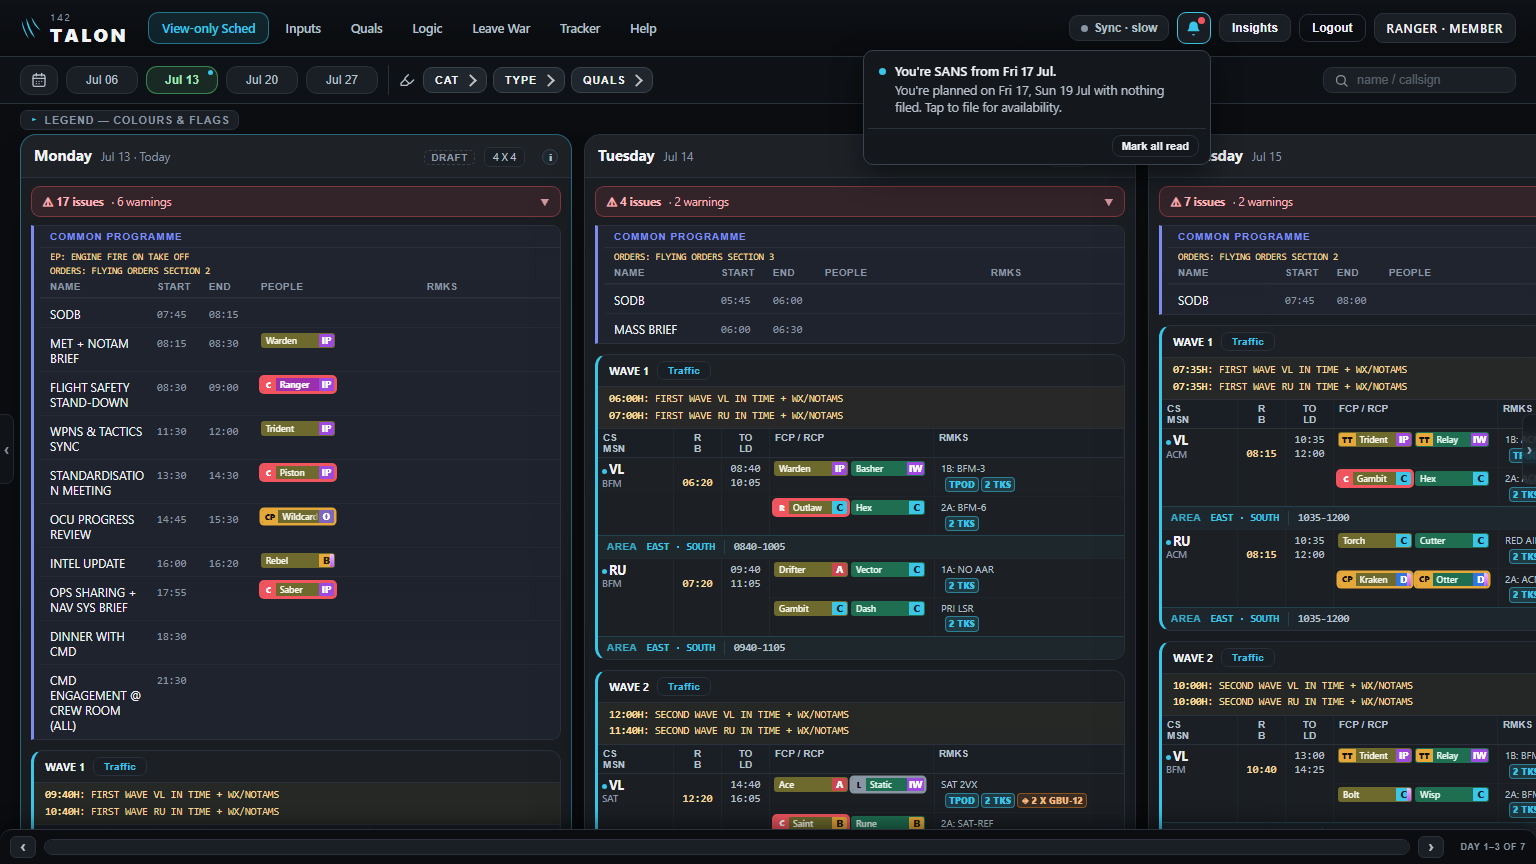 142
TALON
View-only Sched
Inputs
Quals
Logic
Leave War
Tracker
Help
Sync · slow
Insights
Logout
RANGER · MEMBER
Jul 06
Jul 13
Jul 20
Jul 27
CAT
TYPE
QUALS
name / callsign
You're SANS from Fri 17 Jul.
You're planned on Fri 17, Sun 19 Jul with nothing
filed. Tap to file for availability.
Mark all read
LEGEND — COLOURS & FLAGS
Monday Jul 13 · Today
DRAFT
4 X 4
i
17 issues · 6 warnings
COMMON PROGRAMME
EP: ENGINE FIRE ON TAKE OFF
ORDERS: FLYING ORDERS SECTION 2
NAME START END PEOPLE RMKS
SODB 07:45 08:15
MET + NOTAM 08:15 08:30 Warden IP
BRIEF
FLIGHT SAFETY 08:30 09:00 C Ranger IP
STAND-DOWN
WPNS & TACTICS 11:30 12:00 Trident IP
SYNC
STANDARDISATIO 13:30 14:30 C Piston IP
N MEETING
OCU PROGRESS 14:45 15:30 CP Wildcard O
REVIEW
INTEL UPDATE 16:00 16:20 Rebel B
OPS SHARING + 17:55 C Saber IP
NAV SYS BRIEF
DINNER WITH 18:30
CMD
CMD 21:30
ENGAGEMENT @
CREW ROOM
(ALL)
WAVE 1 Traffic
09:40H: FIRST WAVE VL IN TIME + WX/NOTAMS
10:40H: FIRST WAVE RU IN TIME + WX/NOTAMS
Tuesday Jul 14
4 issues · 2 warnings
COMMON PROGRAMME
ORDERS: FLYING ORDERS SECTION 3
NAME START END PEOPLE RMKS
SODB 05:45 06:00
MASS BRIEF 06:00 06:30
WAVE 1 Traffic
06:00H: FIRST WAVE VL IN TIME + WX/NOTAMS
07:00H: FIRST WAVE RU IN TIME + WX/NOTAMS
CS R TO FCP / RCP RMKS
MSN B LD
VL 08:40 Warden IP Basher IW 1B: BFM-3
BFM 06:20 10:05 TPOD 2 TKS
R Outlaw C Hex C 2A: BFM-6
2 TKS
AREA EAST · SOUTH 0840-1005
RU 09:40 Drifter A Vector C 1A: NO AAR
BFM 07:20 11:05 2 TKS
Gambit C Dash C PRI LSR
2 TKS
AREA EAST · SOUTH 0940-1105
WAVE 2 Traffic
12:00H: SECOND WAVE VL IN TIME + WX/NOTAMS
11:40H: SECOND WAVE RU IN TIME + WX/NOTAMS
CS R TO FCP / RCP RMKS
MSN B LD
VL 14:40 Ace A L Static IW SAT 2VX
SAT 12:20 16:05 TPOD 2 TKS 2 X GBU-12
C Saint B Rune B 2A: SAT-REF
sday Jul 15
7 issues · 2 warnings
COMMON PROGRAMME
ORDERS: FLYING ORDERS SECTION 2
NAME START END PEOPLE
SODB 07:45 08:00
WAVE 1 Traffic
07:35H: FIRST WAVE VL IN TIME + WX/NOTAMS
07:35H: FIRST WAVE RU IN TIME + WX/NOTAMS
CS R TO FCP / RCP RMKS
MSN B LD
VL 10:35 TT Trident IP TT Relay IW 1B:
ACM 08:15 12:00
C Gambit C Hex C 2A:
2 TKS
AREA EAST · SOUTH 1035-1200
RU 10:35 Torch C Cutter C RED AI
ACM 08:15 12:00 2 TKS
CP Kraken D CP Otter D 2A: AC
2 TKS
AREA EAST · SOUTH 1035-1200
WAVE 2 Traffic
10:00H: SECOND WAVE VL IN TIME + WX/NOTAMS
10:00H: SECOND WAVE RU IN TIME + WX/NOTAMS
CS R TO FCP / RCP RMKS
MSN B LD
VL 13:00 TT Trident IP TT Relay IW 1B: BFM
BFM 10:40 14:25 2 TKS
Bolt C Wisp C 2A: BFM
2 TKS
DAY 1–3 OF 7